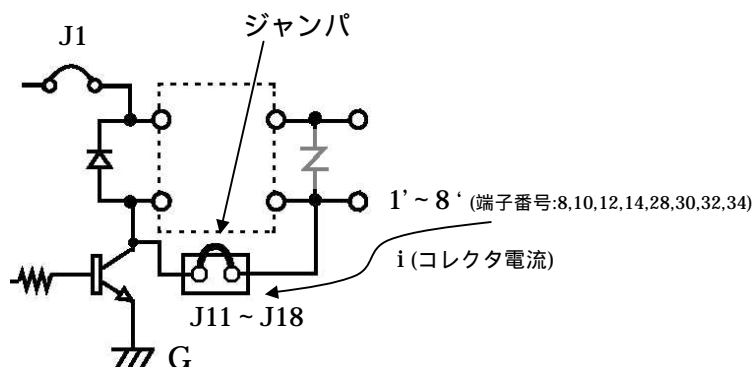 ジャンパ
J1
1' ~ 8 ‘ (端子番号:8,10,12,14,28,30,32,34)
i (コレクタ電流)
J11 ~ J18
G